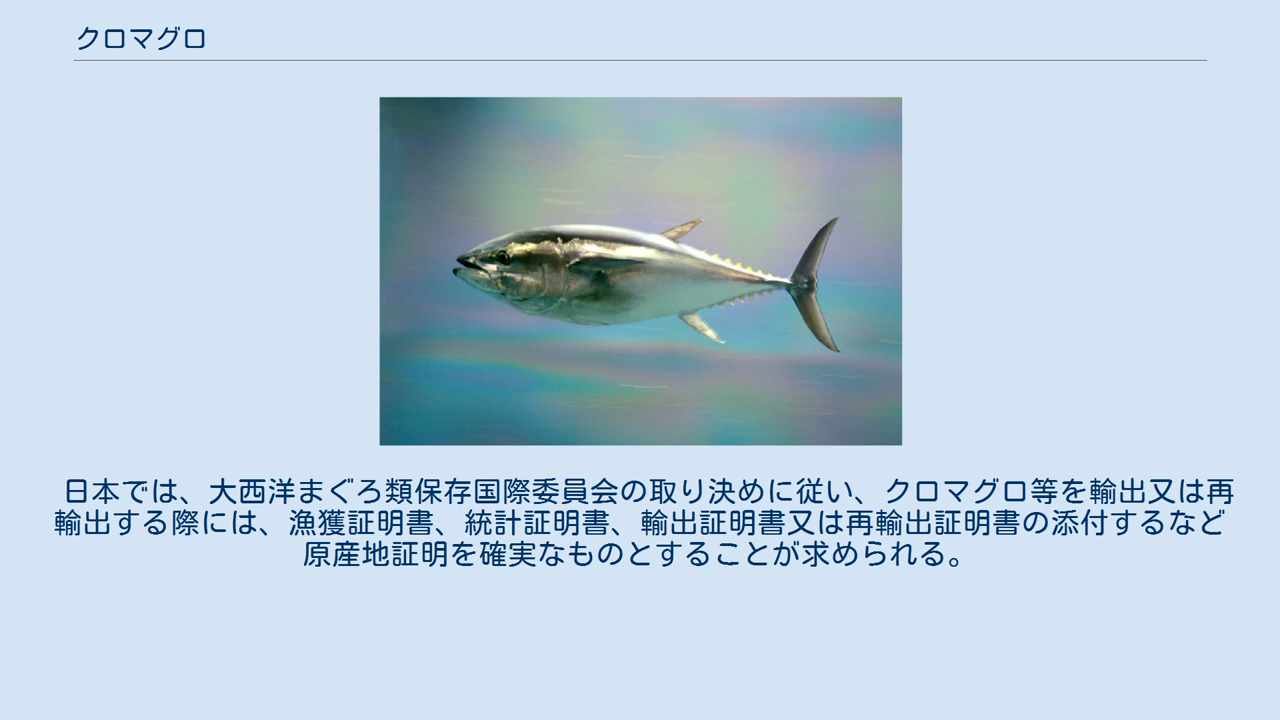 クロマグロ
日本では、大西洋まぐろ類保存国際委員会の取り決めに従い、クロマグロ等を輸出又は再
輸出する際には、漁獲証明書、統計証明書、輸出証明書又は再輸出証明書の添付するなど
原産地証明を確実なものとすることが求められる。